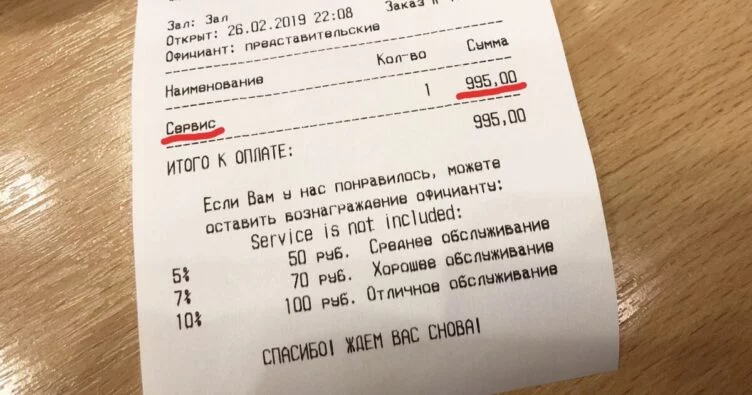 Зал: Зал
Открыт: 26.02.2019 22:08 Заказ
Официант: представительские
Наименование Кол-во Сумма
Сервис 1 995,00
ИТОГО К ОПЛАТЕ: 995,00
Если Вам у нас понравилось, можете
оставить вознаграждение официанту:
Service is not included:
5% 50 руб. Среднее обслуживание
7% 70 руб. Хорошее обслуживание
10% 100 руб. Отличное обслуживание
СПАСИБО! ЖДЕМ ВАС СНОВА!